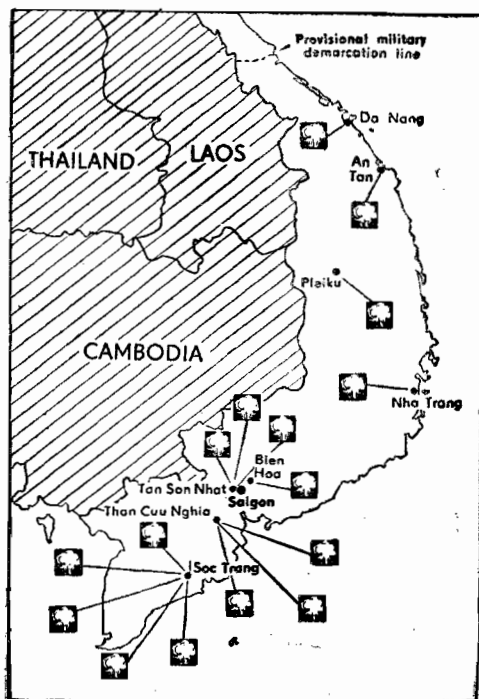 Provisional military
demarcation line
Da Nang
LAOS
THAILAND
An
Tan
Pleiku
CAMBODIA
Nha Trang
Bien
Hoa
Tan Son Nhat
Saigon
Than Cuu Nghia
Soc Trang